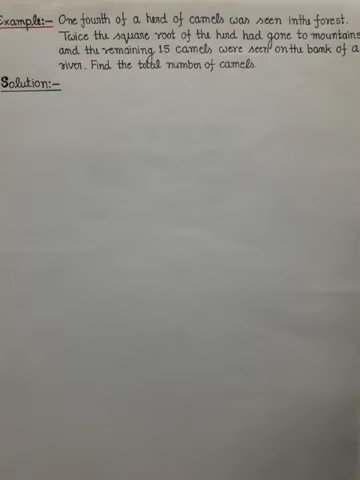 Example:- One fourth of a herd of camels was seen in the forest.
Twice the square root of the herd had gone to mountains
and the remaining 15 camels were seen on the bank of a
river. Find the total number of camels.
Solution:-